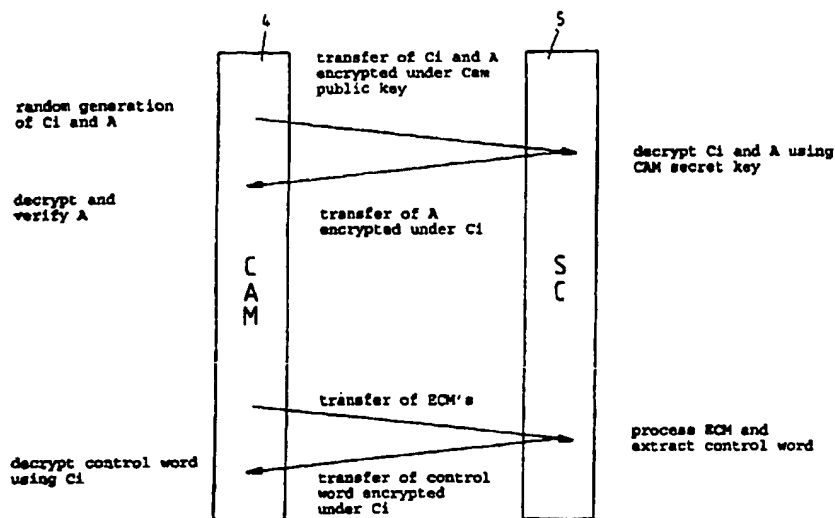 4
5
transfer of Ci and A
encrypted under Cam
public key
random generation
of Ci and A
decrypt Ci and A using
CAM secret key
decrypt and
verify A
transfer of A
encrypted under Ci
CAM
SC
transfer of ECM's
process ECM and
extract control word
decrypt control word
using Ci
transfer of control
word encrypted
under Ci